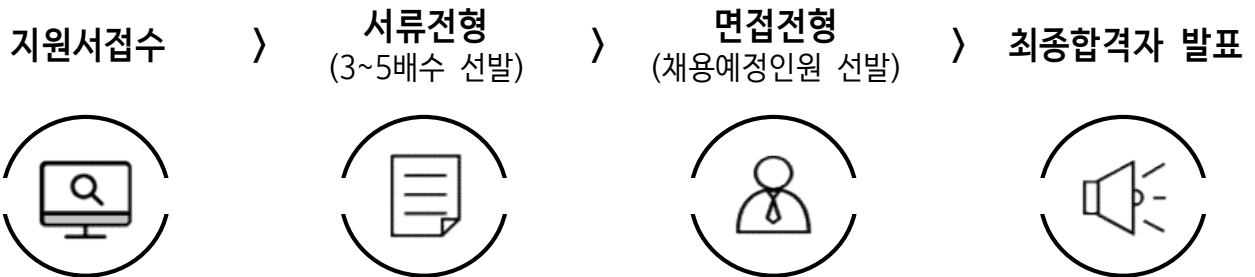 지원서접수 〉 서류전형 〉 면접전형 〉 최종합격자 발표
(3~5배수 선발) (채용예정인원 선발)